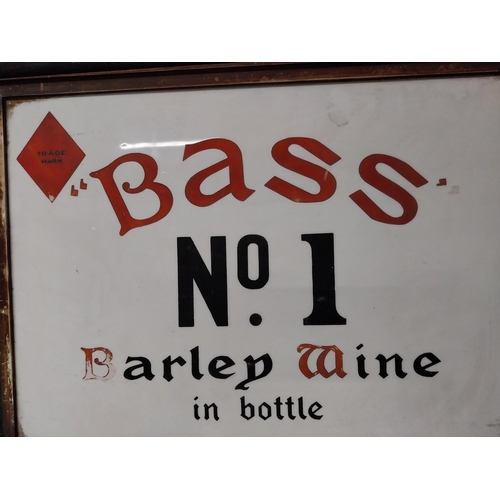 TRADE
MARK
"Bass"
No. 1
Barley Wine
in bottle